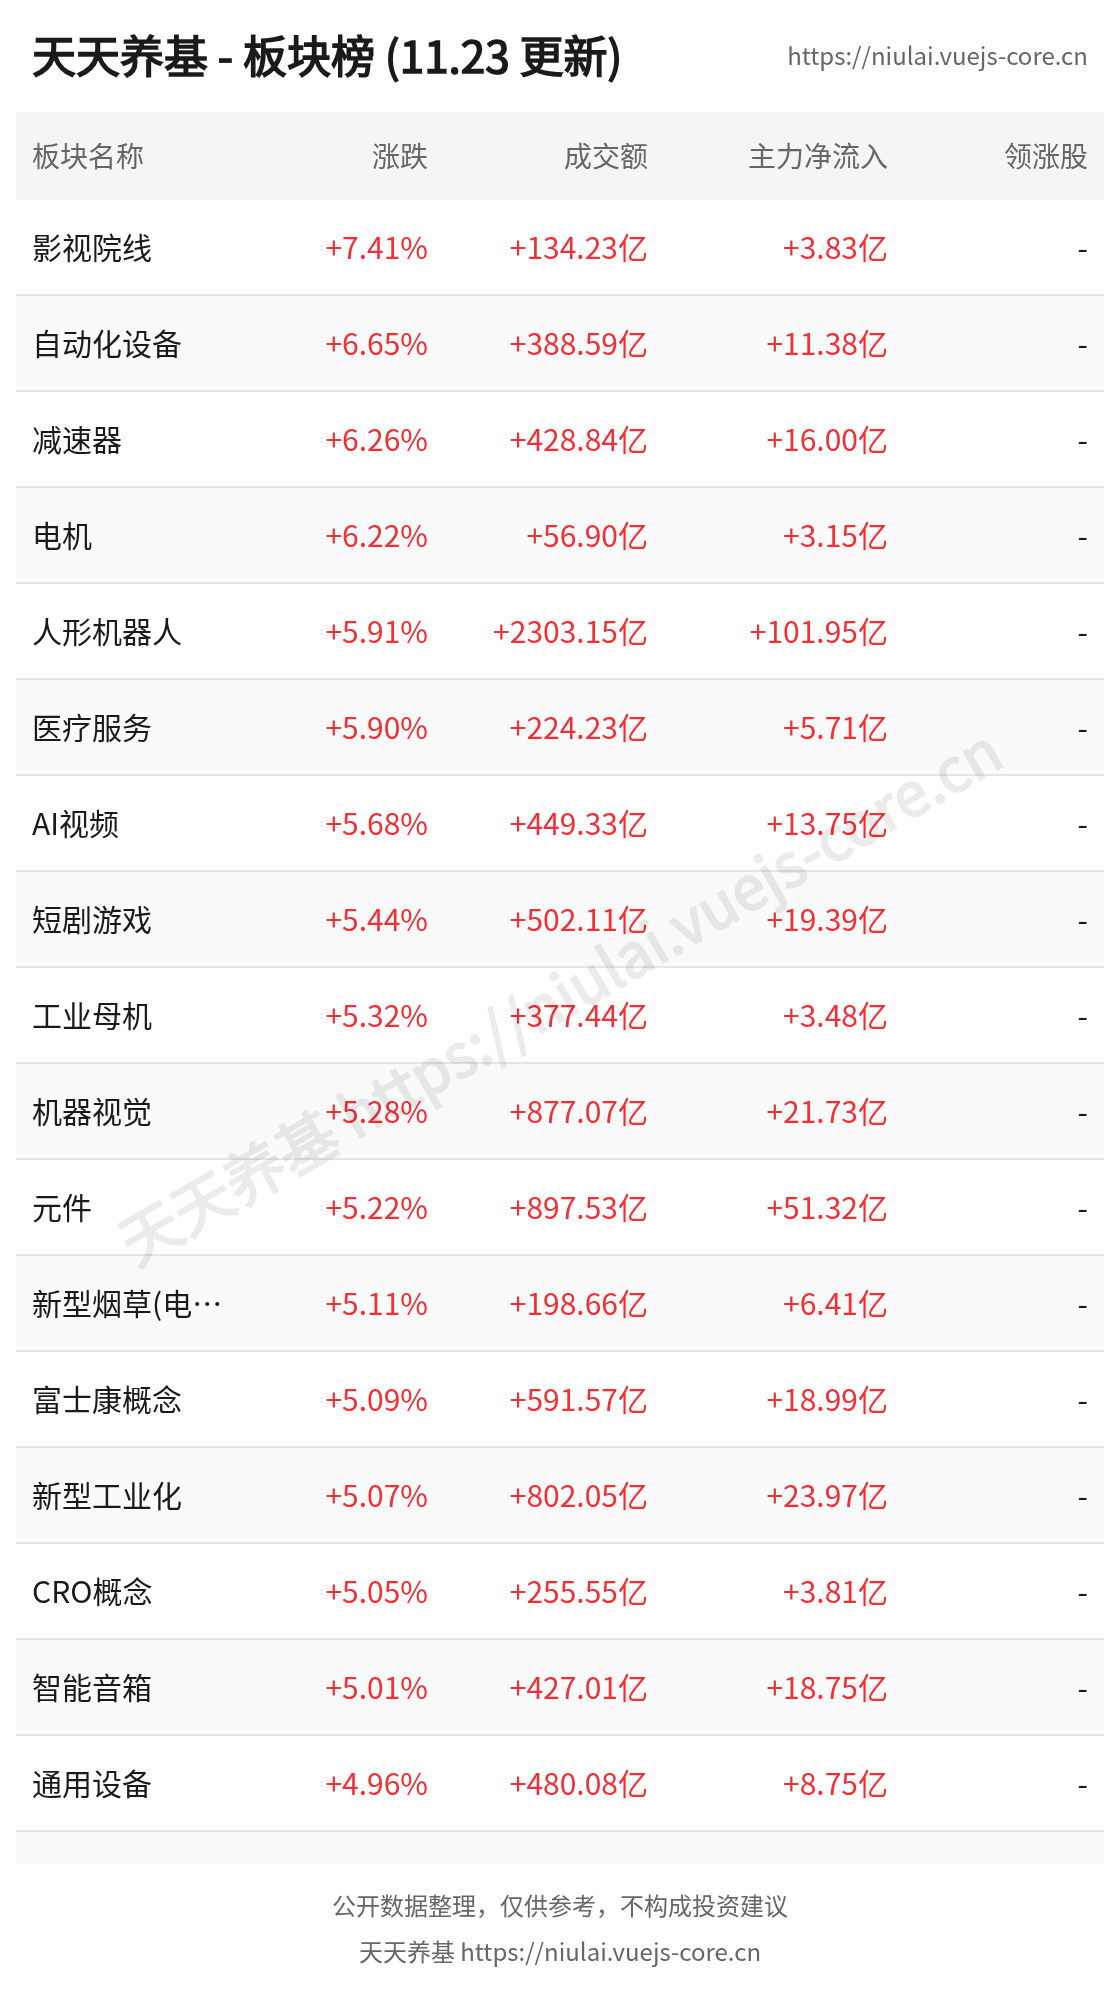 天天养基 - 板块榜 (11.23 更新) https://niulai.vuejs-core.cn
板块名称 涨跌 成交额 主力净流入 领涨股
影视院线 +7.41% +134.23亿 +3.83亿 -
自动化设备 +6.65% +388.59亿 +11.38亿 -
减速器 +6.26% +428.84亿 +16.00亿 -
电机 +6.22% +56.90亿 +3.15亿 -
人形机器人 +5.91% +2303.15亿 +101.95亿 -
医疗服务 +5.90% +224.23亿 +5.71亿 -
AI视频 +5.68% +449.33亿 +13.75亿 -
短剧游戏 +5.44% +502.11亿 +19.39亿 -
工业母机 +5.32% +377.44亿 +3.48亿 -
机器视觉 +5.28% +877.07亿 +21.73亿 -
元件 +5.22% +897.53亿 +51.32亿 -
新型烟草(电… +5.11% +198.66亿 +6.41亿 -
富士康概念 +5.09% +591.57亿 +18.99亿 -
新型工业化 +5.07% +802.05亿 +23.97亿 -
CRO概念 +5.05% +255.55亿 +3.81亿 -
智能音箱 +5.01% +427.01亿 +18.75亿 -
通用设备 +4.96% +480.08亿 +8.75亿 -
天天养基 https://niulai.vuejs-core.cn
公开数据整理，仅供参考，不构成投资建议
天天养基 https://niulai.vuejs-core.cn